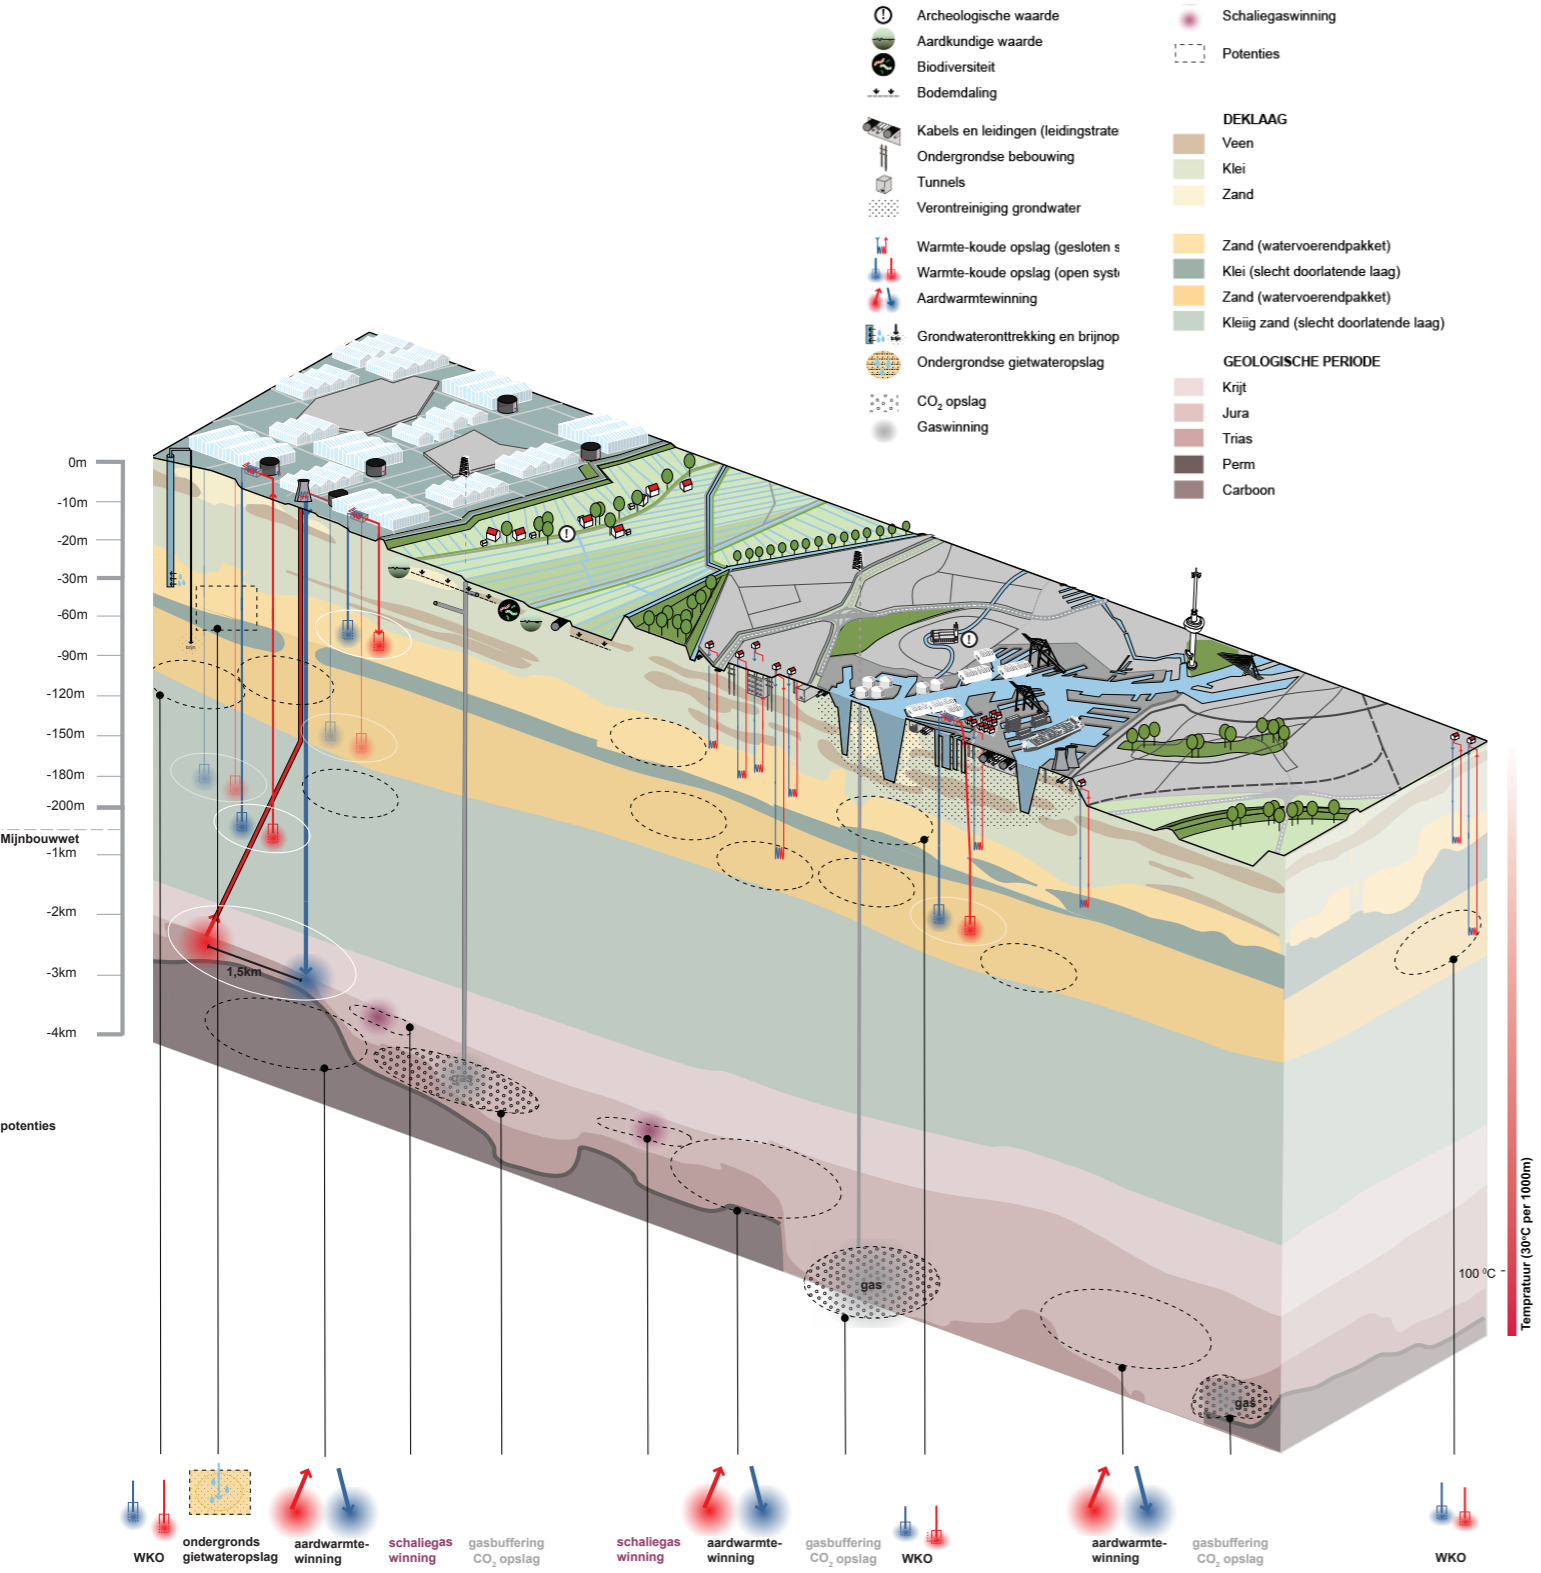 Archeologische waarde
Aardkundige waarde
Biodiversiteit
Bodemdaling
Kabels en leidingen (leidingstrate
Ondergrondse bebouwing
Tunnels
Verontreiniging grondwater
Warmte-koude opslag (gesloten s
Warmte-koude opslag (open syst
Aardwarmtewinning
Grondwateronttrekking en brijnop
Ondergrondse gietwateropslag
CO2 opslag
Gaswinning
Schaliegaswinning
Potenties
DEKLAAG
Veen
Klei
Zand
Zand (watervoerendpakket)
Klei (slecht doorlatende laag)
Zand (watervoerendpakket)
Kleiig zand (slecht doorlatende laag)
GEOLOGISCHE PERIODE
Krijt
Jura
Trias
Perm
Carboon
0m
-10m
-20m
-30m
-60m
-90m
-120m
-150m
-180m
-200m
Mijnbouwwet
-1km
-2km
-3km
-4km
potenties
brijn
1,5km
gas
gas
gas
100 ºC
Tempratuur (30ºC per 1000m)
WKO
ondergronds
gietwateropslag
aardwarmte-
winning
schaliegas
winning
gasbuffering
CO2 opslag
schaliegas
winning
aardwarmte-
winning
gasbuffering
CO2 opslag
WKO
aardwarmte-
winning
gasbuffering
CO2 opslag
WKO